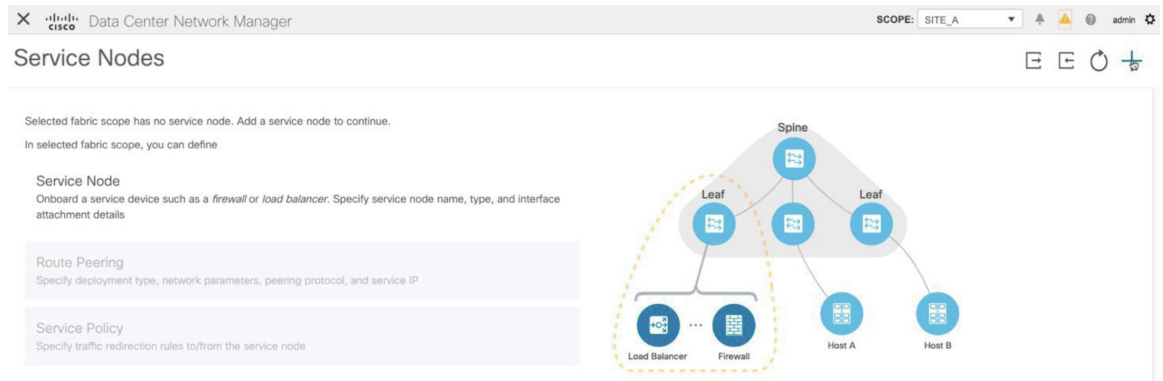 CISCO Data Center Network Manager SCOPE: SITE_A admin
Service Nodes
Selected fabric scope has no service node. Add a service node to continue.
In selected fabric scope, you can define
Service Node
Onboard a service device such as a firewall or load balancer. Specify service node name, type, and interface
attachment details
Route Peering
Specify deployment type, network parameters, peering protocol, and service IP
Service Policy
Specify traffic redirection rules to/from the service node
Spine
Leaf Leaf
Load Balancer ... Firewall
Host A Host B